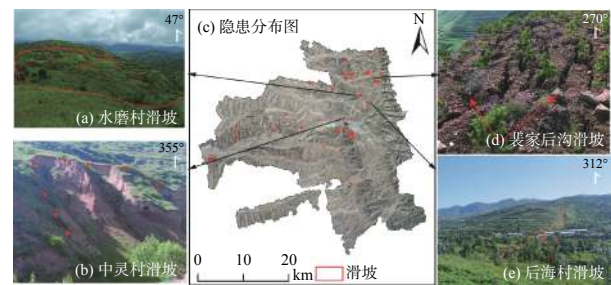 47°
(a) 水磨村滑坡
355°
(b) 中灵村滑坡
(c) 隐患分布图
N
0 10 20
km
滑坡
270°
(d) 裴家后沟滑坡
312°
(e) 后海村滑坡